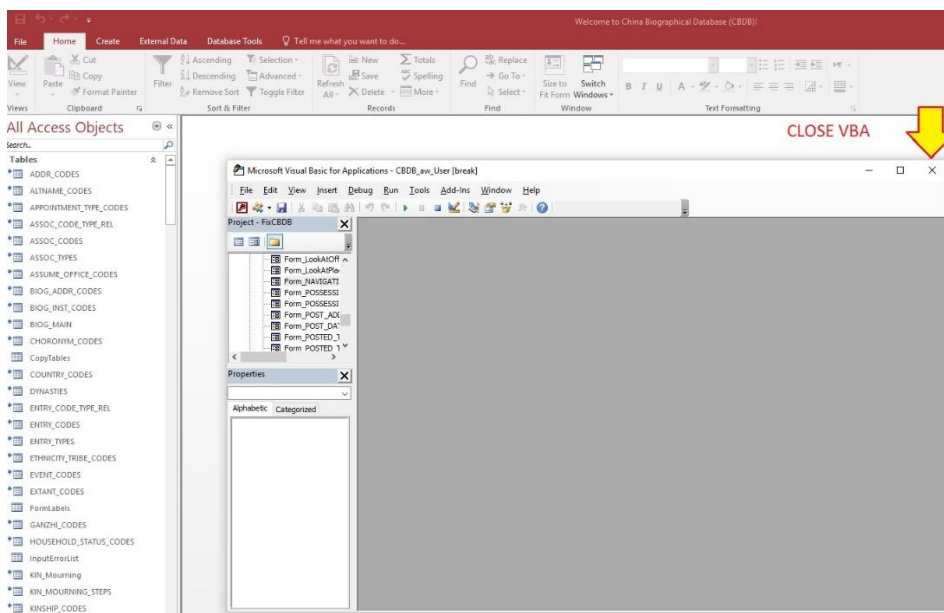 Welcome to China Biographical Database (CBDB)!
File Home Create External Data Database Tools Tell me what you want to do...
View
Views
Paste
Cut
Copy
Format Painter
Clipboard
Filter
Ascending
Descending
Remove Sort
Selection
Advanced
Toggle Filter
Sort & Filter
Refresh All
New
Save
Delete
Totals
Spelling
More
Records
Find
Replace
Go To
Select
Find
Size to Fit Form
Switch Windows
Window
B I U A
Text Formatting
All Access Objects
Search..
CLOSE VBA
Tables
ADDR_CODES
ALTNAME_CODES
APPOINTMENT_TYPE_CODES
ASSOC_CODE_TYPE_REL
ASSOC_CODES
ASSOC_TYPES
ASSUME_OFFICE_CODES
BIOG_ADDR_CODES
BIOG_INST_CODES
BIOG_MAIN
CHORONYM_CODES
CopyTables
COUNTRY_CODES
DYNASTIES
ENTRY_CODE_TYPE_REL
ENTRY_CODES
ENTRY_TYPES
ETHNICITY_TRIBE_CODES
EVENT_CODES
EXTANT_CODES
FormLabels
GANZHI_CODES
HOUSEHOLD_STATUS_CODES
InputErrorList
KIN_Mourning
KIN_MOURNING_STEPS
KINSHIP_CODES
Microsoft Visual Basic for Applications - CBDB_aw_User [break]
File Edit View Insert Debug Run Tools Add-Ins Window Help
Project - FixCBDB
Form_LookAtOff
Form_LookAtPla
Form_NAVIGATI
Form_POSSESSI
Form_POSSESSI
Form_POST_ADI
Form_POST_DA
Form_POSTED_T
Form_POSTED_T
Properties
Alphabetic Categorized